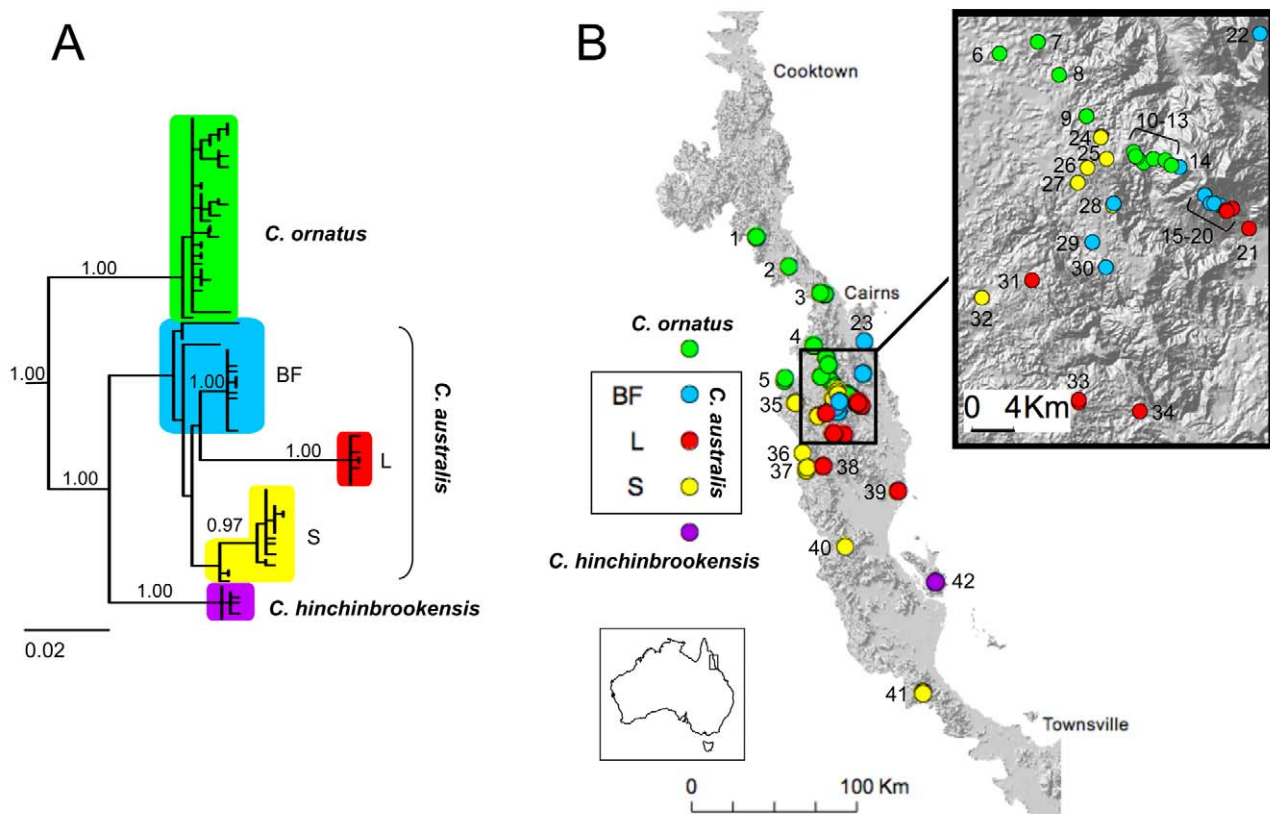 A
1.00
C. ornatus
1.00
BF
1.00
1.00
1.00
L
C. australis
0.97
S
1.00
C. hinchinbrookensis
0.02
B
Cooktown
1
2
3
Cairns
4
23
5
35
36
37
38
39
40
42
41
Townsville
C. ornatus
BF
L
S
C. australis
C. hinchinbrookensis
0 100 Km
6
7
8
22
9
10-13
24
25
14
26
27
28
15-20
21
29
30
31
32
33
34
0 4Km